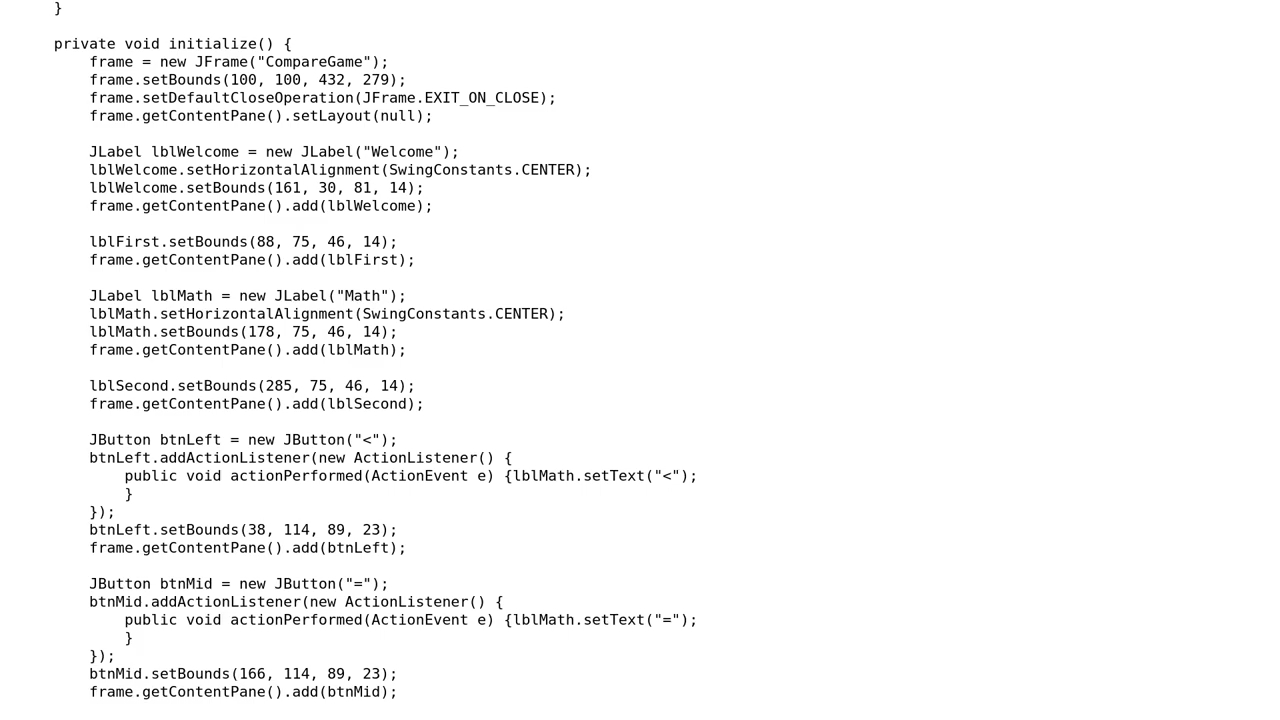 }
private void initialize() {
frame = new JFrame("CompareGame");
frame.setBounds(100, 100, 432, 279);
frame.setDefaultCloseOperation(JFrame.EXIT_ON_CLOSE);
frame.getContentPane().setLayout(null);
JLabel lblWelcome = new JLabel("Welcome");
lblWelcome.setHorizontalAlignment(SwingConstants.CENTER);
lblWelcome.setBounds(161, 30, 81, 14);
frame.getContentPane().add(lblWelcome);
lblFirst.setBounds(88, 75, 46, 14);
frame.getContentPane().add(lblFirst);
JLabel lblMath = new JLabel("Math");
lblMath.setHorizontalAlignment(SwingConstants.CENTER);
lblMath.setBounds(178, 75, 46, 14);
frame.getContentPane().add(lblMath);
lblSecond.setBounds(285, 75, 46, 14);
frame.getContentPane().add(lblSecond);
JButton btnLeft = new JButton("<");
btnLeft.addActionListener(new ActionListener() {
public void actionPerformed(ActionEvent e) {lblMath.setText("<");
}
});
btnLeft.setBounds(38, 114, 89, 23);
frame.getContentPane().add(btnLeft);
JButton btnMid = new JButton("=");
btnMid.addActionListener(new ActionListener() {
public void actionPerformed(ActionEvent e) {lblMath.setText("=");
}
});
btnMid.setBounds(166, 114, 89, 23);
frame.getContentPane().add(btnMid);